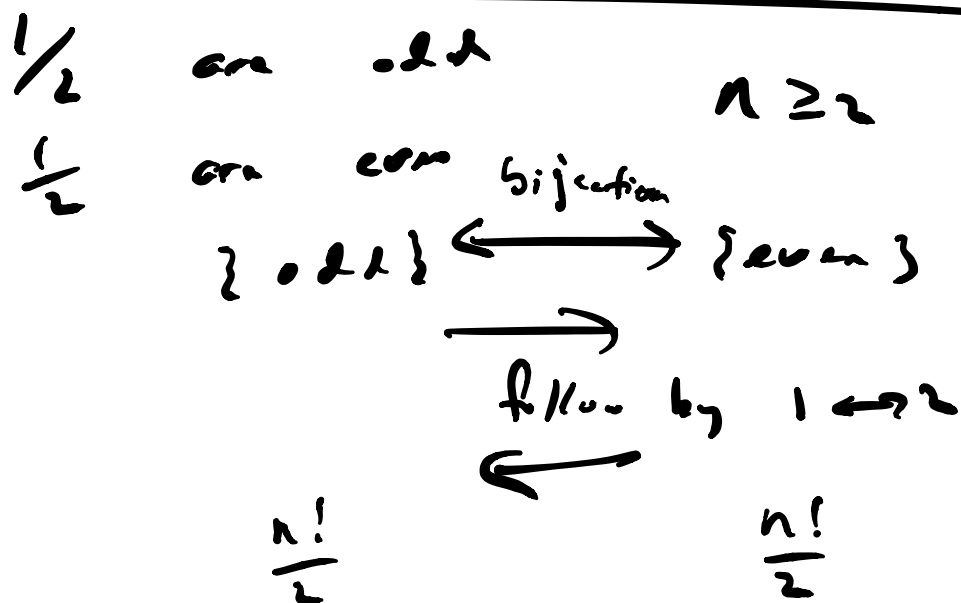 1/2 are odd
n ≥ 2
1/2 are even
bijection
{ odd } ⟷ {even}
⟶
follow by 1 ↔ 2
⟵
n!/2 n!/2